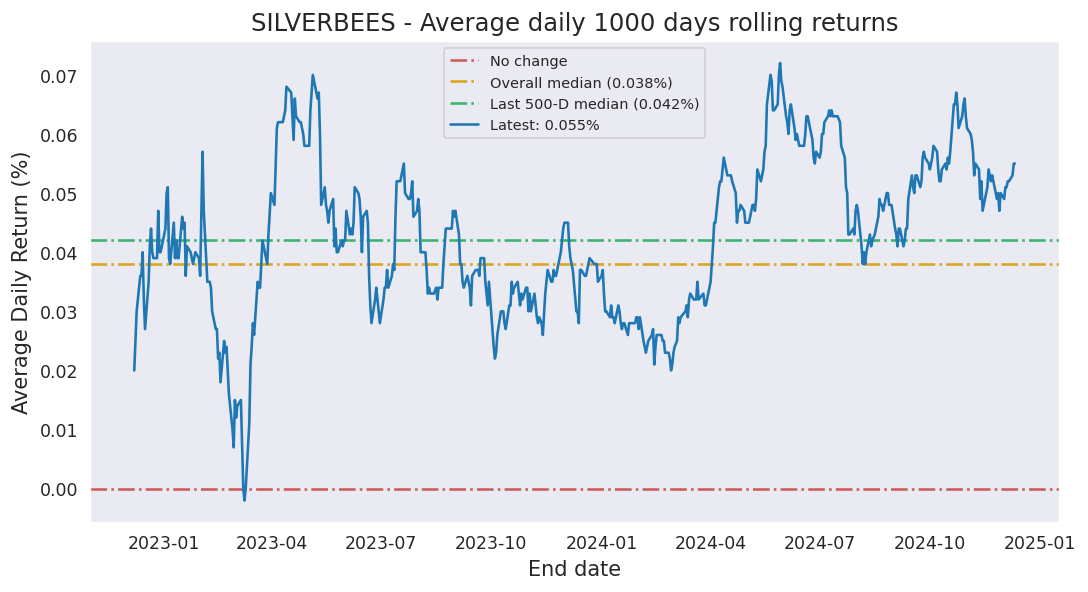 SILVERBEES - Average daily 1000 days rolling returns
No change
Overall median (0.038%)
Last 500-D median (0.042%)
Latest: 0.055%
Average Daily Return (%)
0.07
0.06
0.05
0.04
0.03
0.02
0.01
0.00
2023-01 2023-04 2023-07 2023-10 2024-01 2024-04 2024-07 2024-10 2025-01
End date